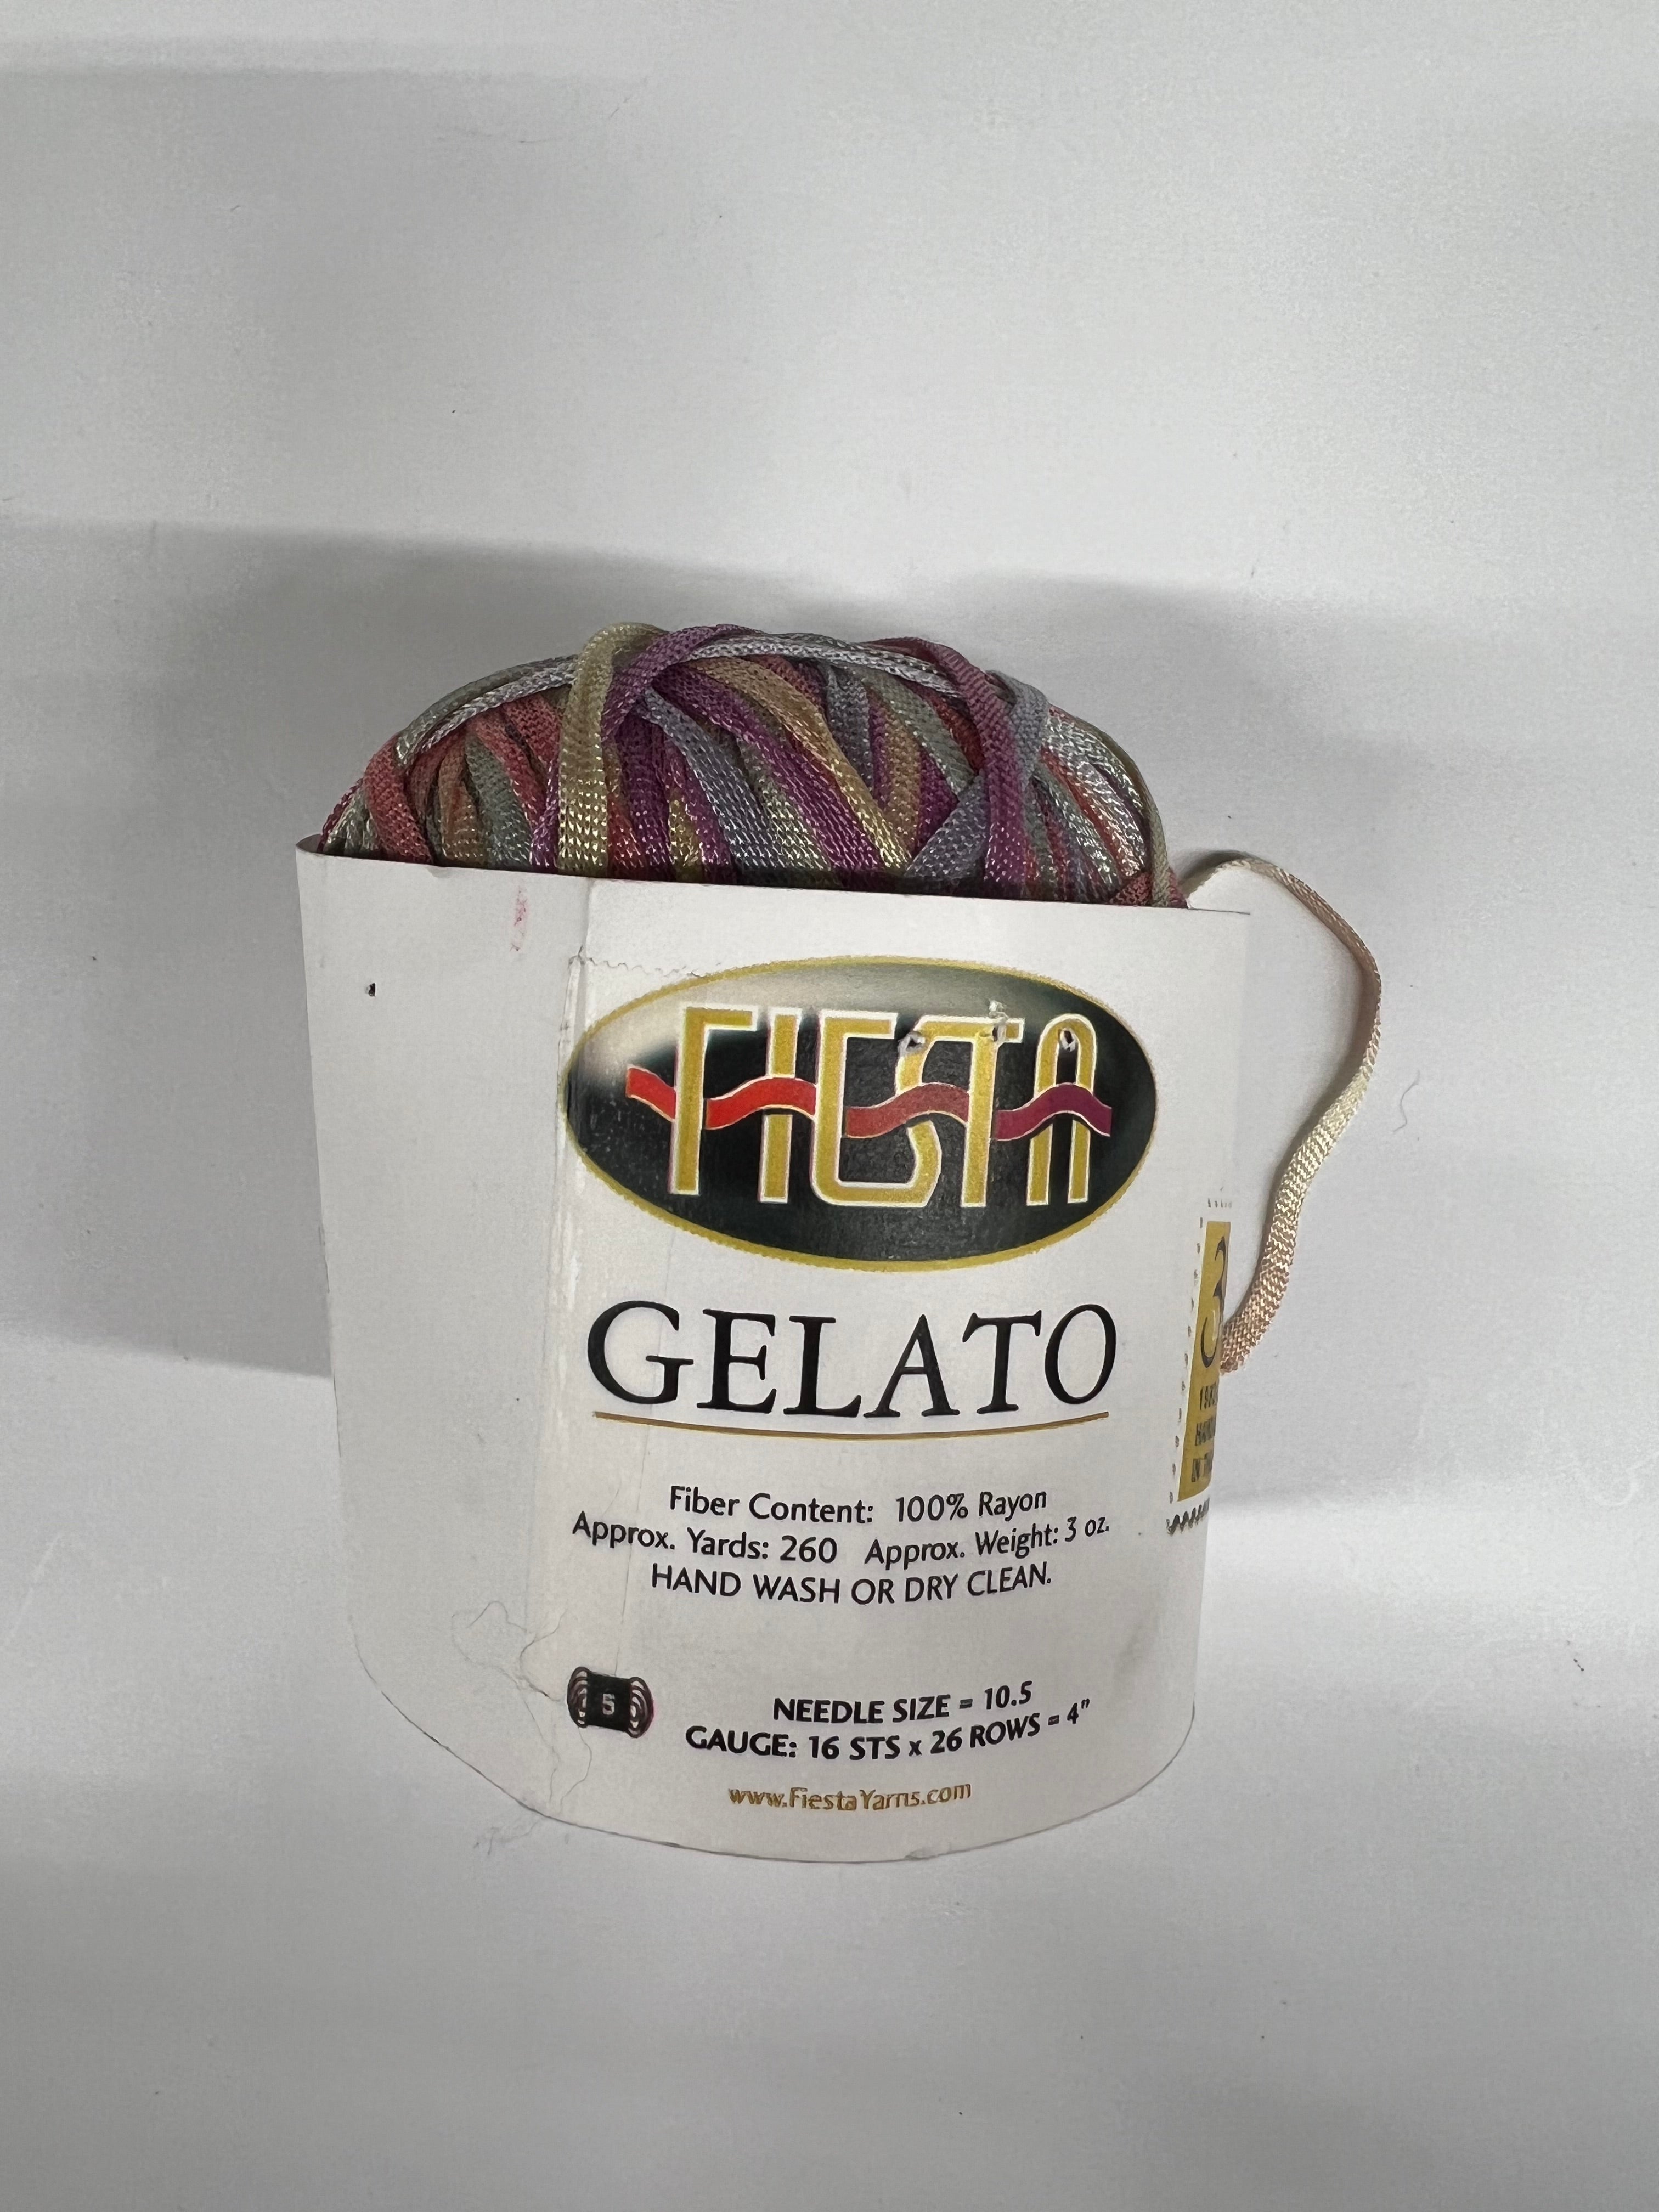 FIESTA
GELATO
Fiber Content: 100% Rayon
Approx. Yards: 260 Approx. Weight: 3 oz.
HAND WASH OR DRY CLEAN.
5
NEEDLE SIZE = 10.5
GAUGE: 16 STS x 26 ROWS = 4"
www.FiestaYarns.com
3